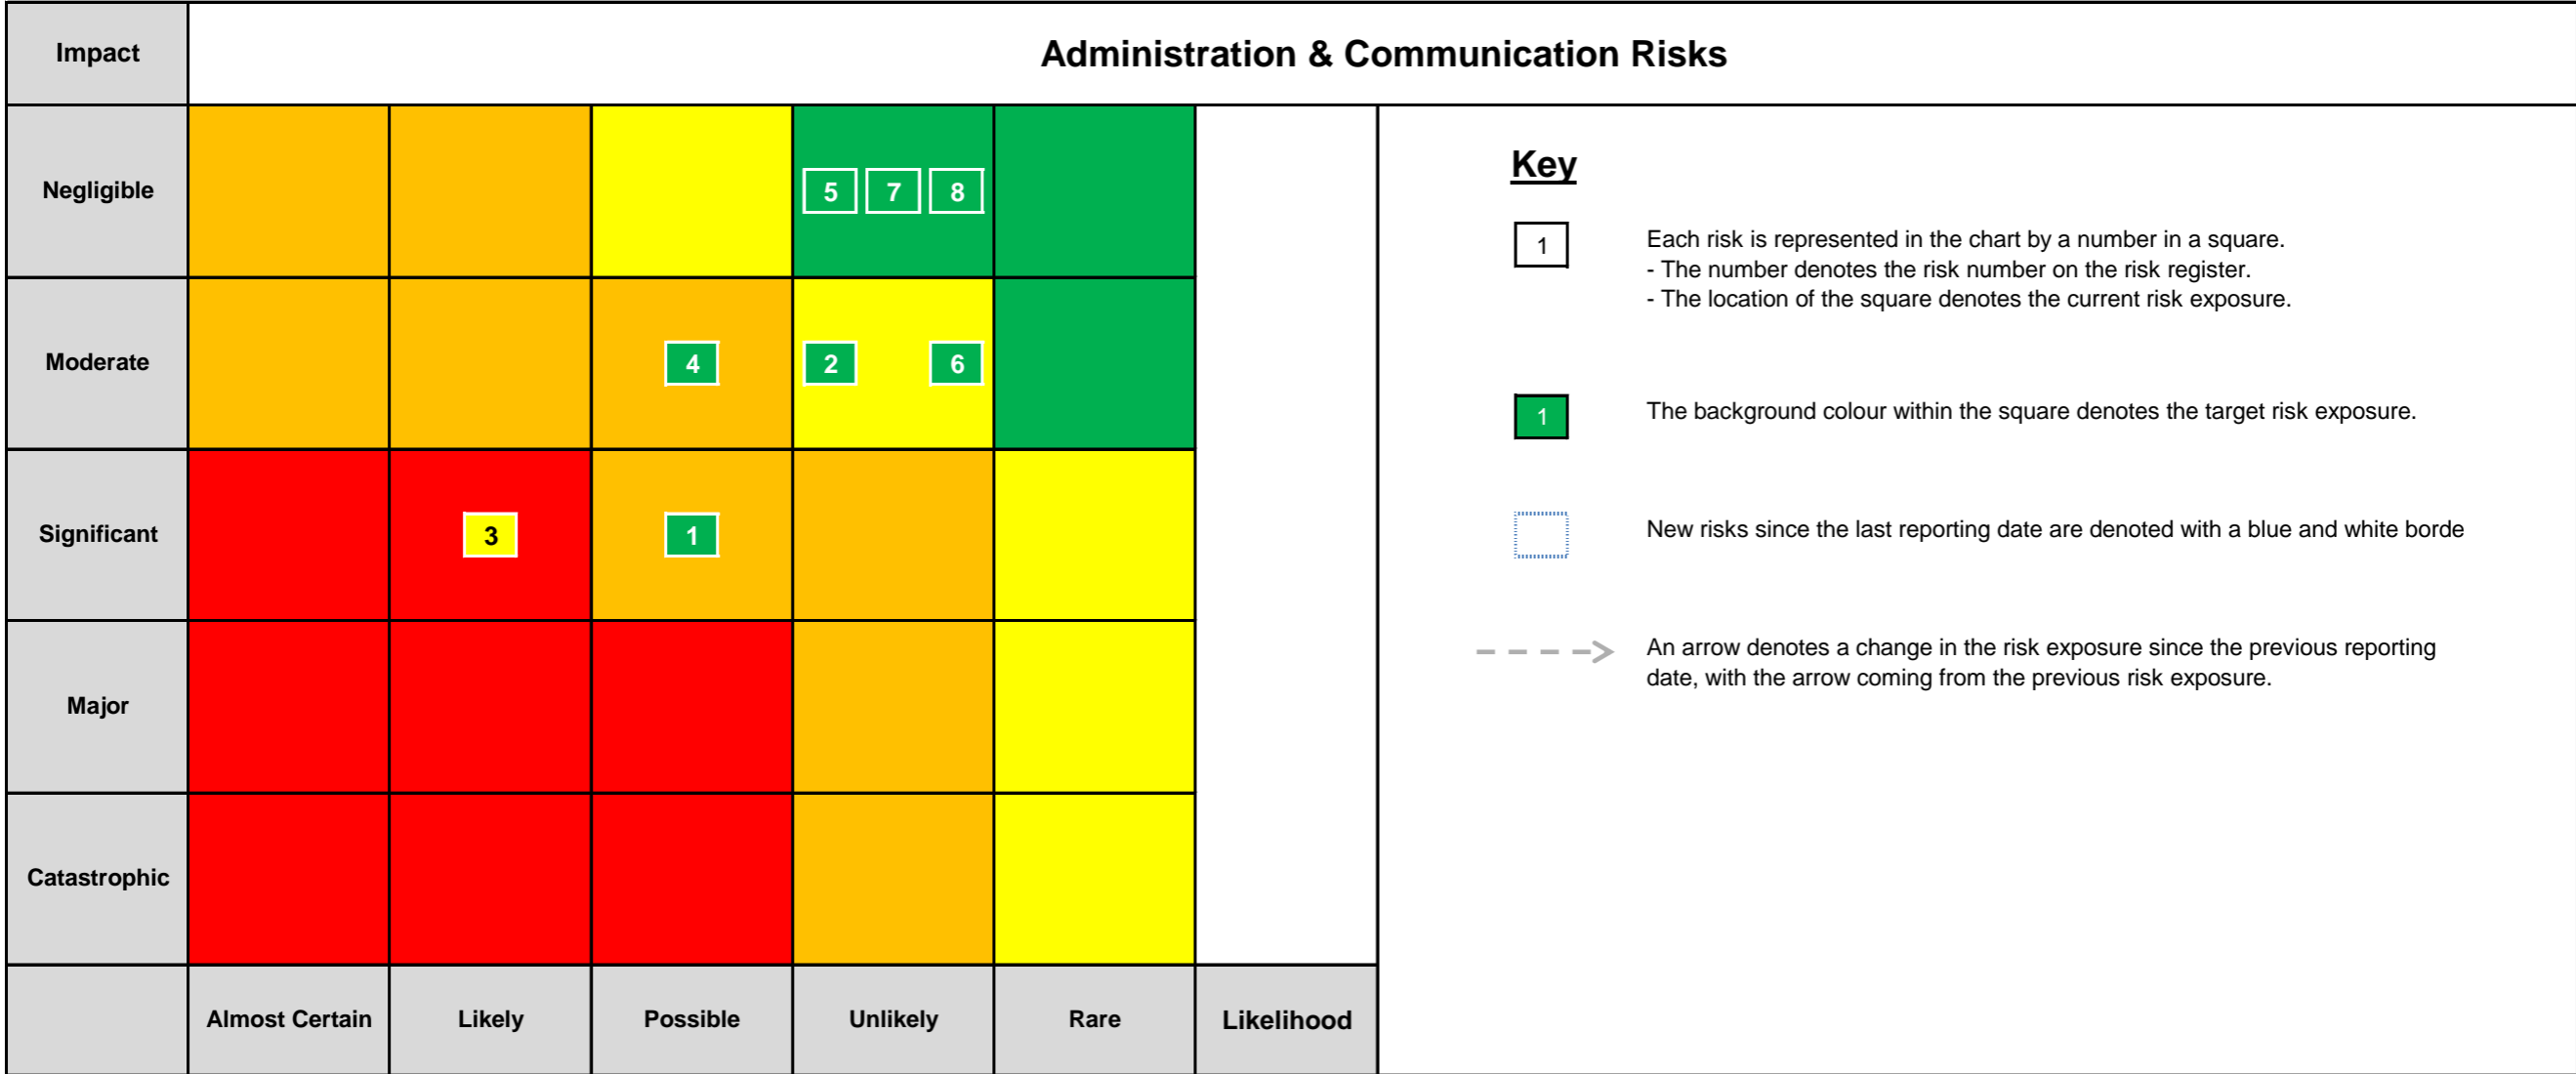 Impact
Administration & Communication Risks
Negligible
5 7 8
Key
1
Each risk is represented in the chart by a number in a square.
- The number denotes the risk number on the risk register.
- The location of the square denotes the current risk exposure.
Moderate
4
2
6
1
The background colour within the square denotes the target risk exposure.
Significant
3
1
New risks since the last reporting date are denoted with a blue and white borde
An arrow denotes a change in the risk exposure since the previous reporting
date, with the arrow coming from the previous risk exposure.
Major
Catastrophic
Almost Certain
Likely
Possible
Unlikely
Rare
Likelihood